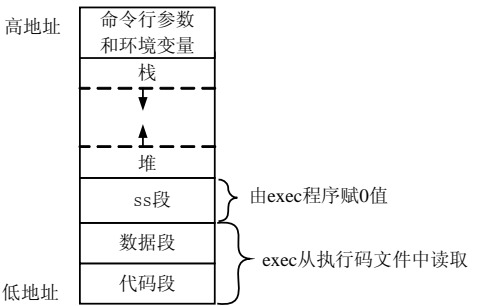 高地址
命令行参数
和环境变量
栈
堆
ss段
由exec程序赋0值
数据段
exec从执行码文件中读取
代码段
低地址